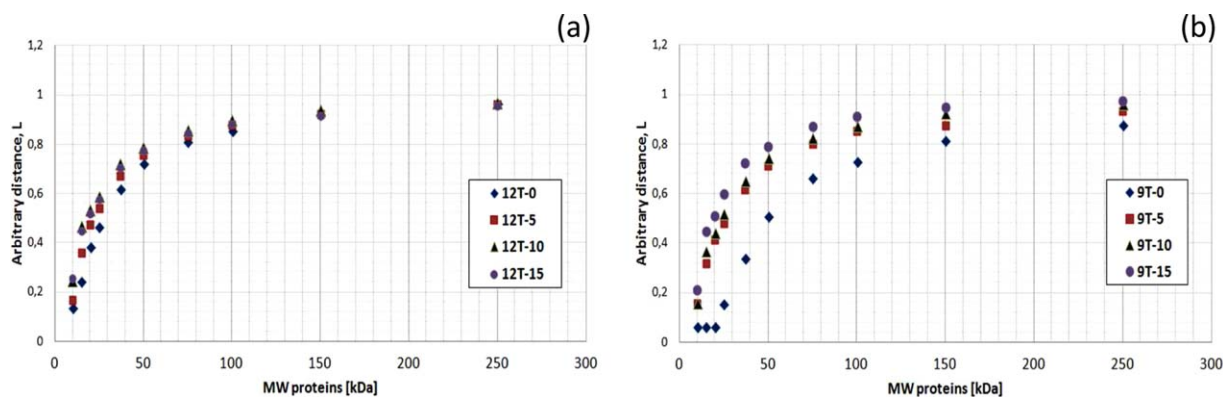 (a)
1,2
1
0,8
0,6
0,4
0,2
0
Arbitrary distance, L
12T-0
12T-5
12T-10
12T-15
0 50 100 150 200 250 300
MW proteins [kDa]
(b)
1,2
1
0,8
0,6
0,4
0,2
0
Arbitrary distance, L
9T-0
9T-5
9T-10
9T-15
0 50 100 150 200 250 300
MW proteins [kDa]